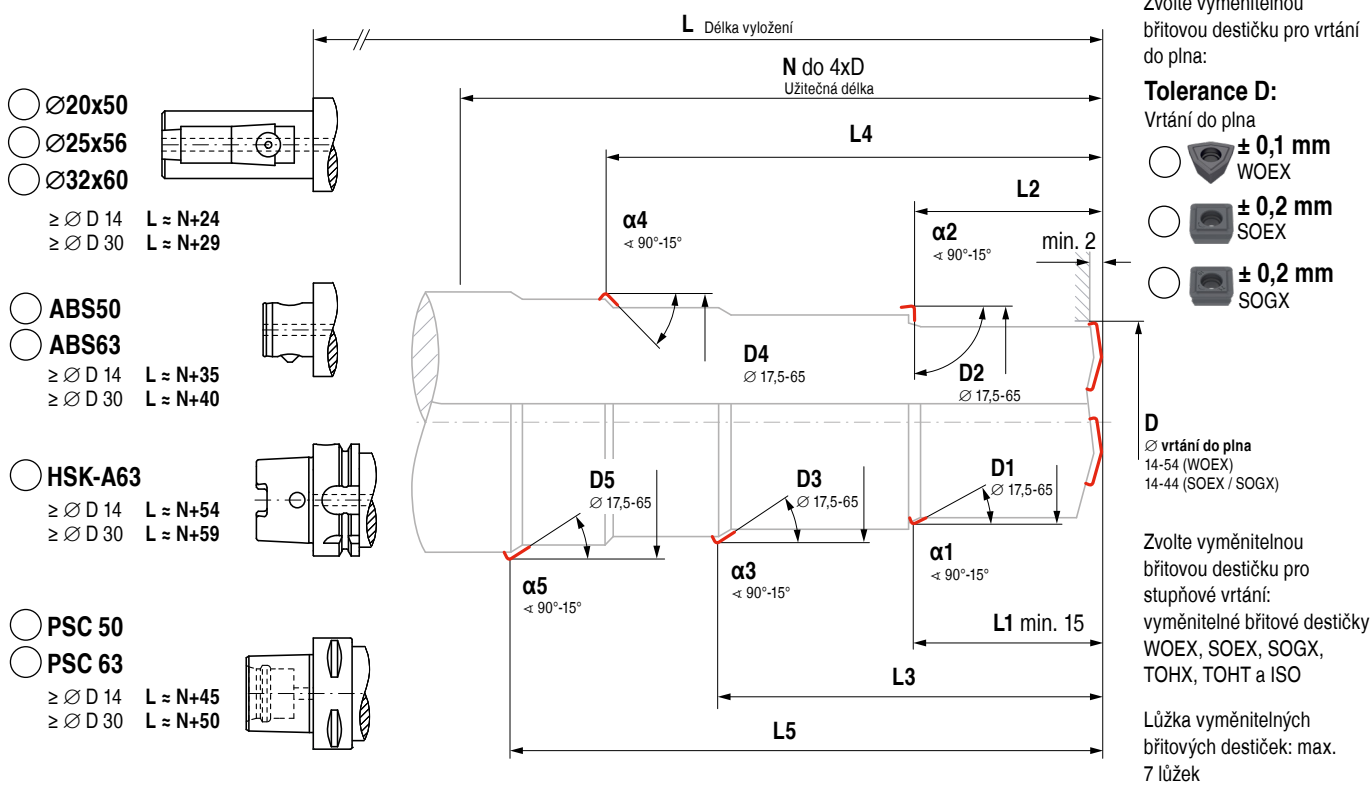 L Délka vyložení
N do 4xD
Užitečná délka
L4
L2
min. 2
∅20x50
∅25x56
∅32x60
≥ ∅ D 14 L ≈ N+24
≥ ∅ D 30 L ≈ N+29
ABS50
ABS63
≥ ∅ D 14 L ≈ N+35
≥ ∅ D 30 L ≈ N+40
HSK-A63
≥ ∅ D 14 L ≈ N+54
≥ ∅ D 30 L ≈ N+59
PSC 50
PSC 63
≥ ∅ D 14 L ≈ N+45
≥ ∅ D 30 L ≈ N+50
α4
∢ 90°-15°
α2
∢ 90°-15°
D4
∅ 17,5-65
D2
∅ 17,5-65
D5
∅ 17,5-65
D3
∅ 17,5-65
D1
∅ 17,5-65
α5
∢ 90°-15°
α3
∢ 90°-15°
α1
∢ 90°-15°
L1 min. 15
L3
L5
Zvolte vyměnitelnou
břitovou destičku pro vrtání
do plna:
Tolerance D:
Vrtání do plna
± 0,1 mm
WOEX
± 0,2 mm
SOEX
± 0,2 mm
SOGX
D
∅ vrtání do plna
14-54 (WOEX)
14-44 (SOEX / SOGX)
Zvolte vyměnitelnou
břitovou destičku pro
stupňové vrtání:
vyměnitelné břitové destičky
WOEX, SOEX, SOGX,
TOHX, TOHT a ISO
Lůžka vyměnitelných
břitových destiček: max.
7 lůžek